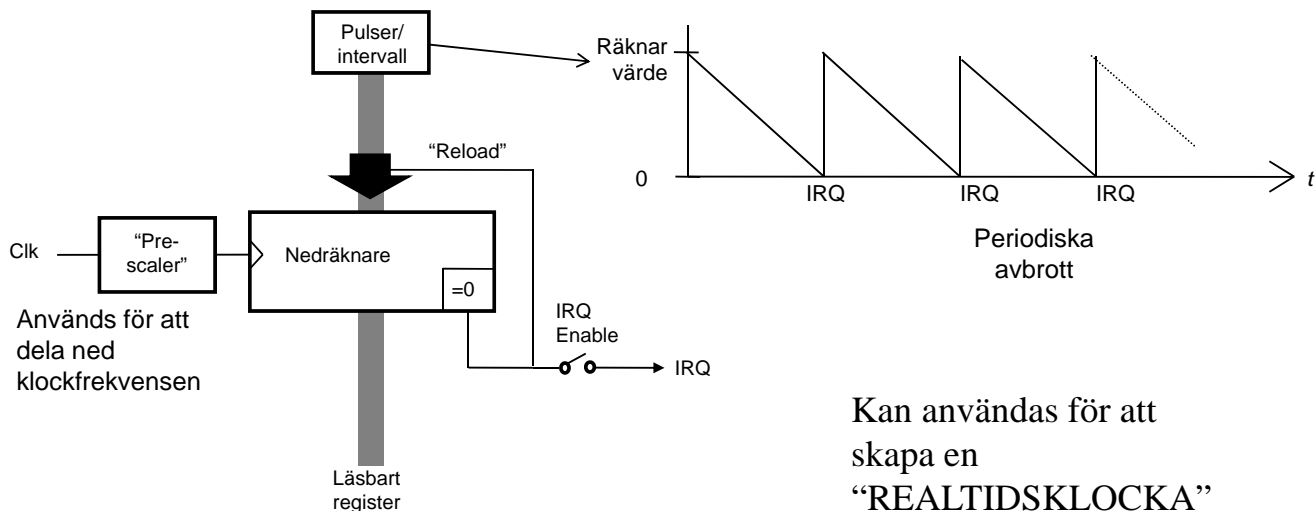 Pulser/
intervall
Räknar
värde
"Reload"
0
t
IRQ
IRQ
IRQ
Periodiska
avbrott
Clk
"Pre-
scaler"
Nedräknare
=0
Används för att
dela ned
klockfrekvensen
IRQ
Enable
IRQ
Kan användas för att
skapa en
"REALTIDSKLOCKA"
Läsbart
register